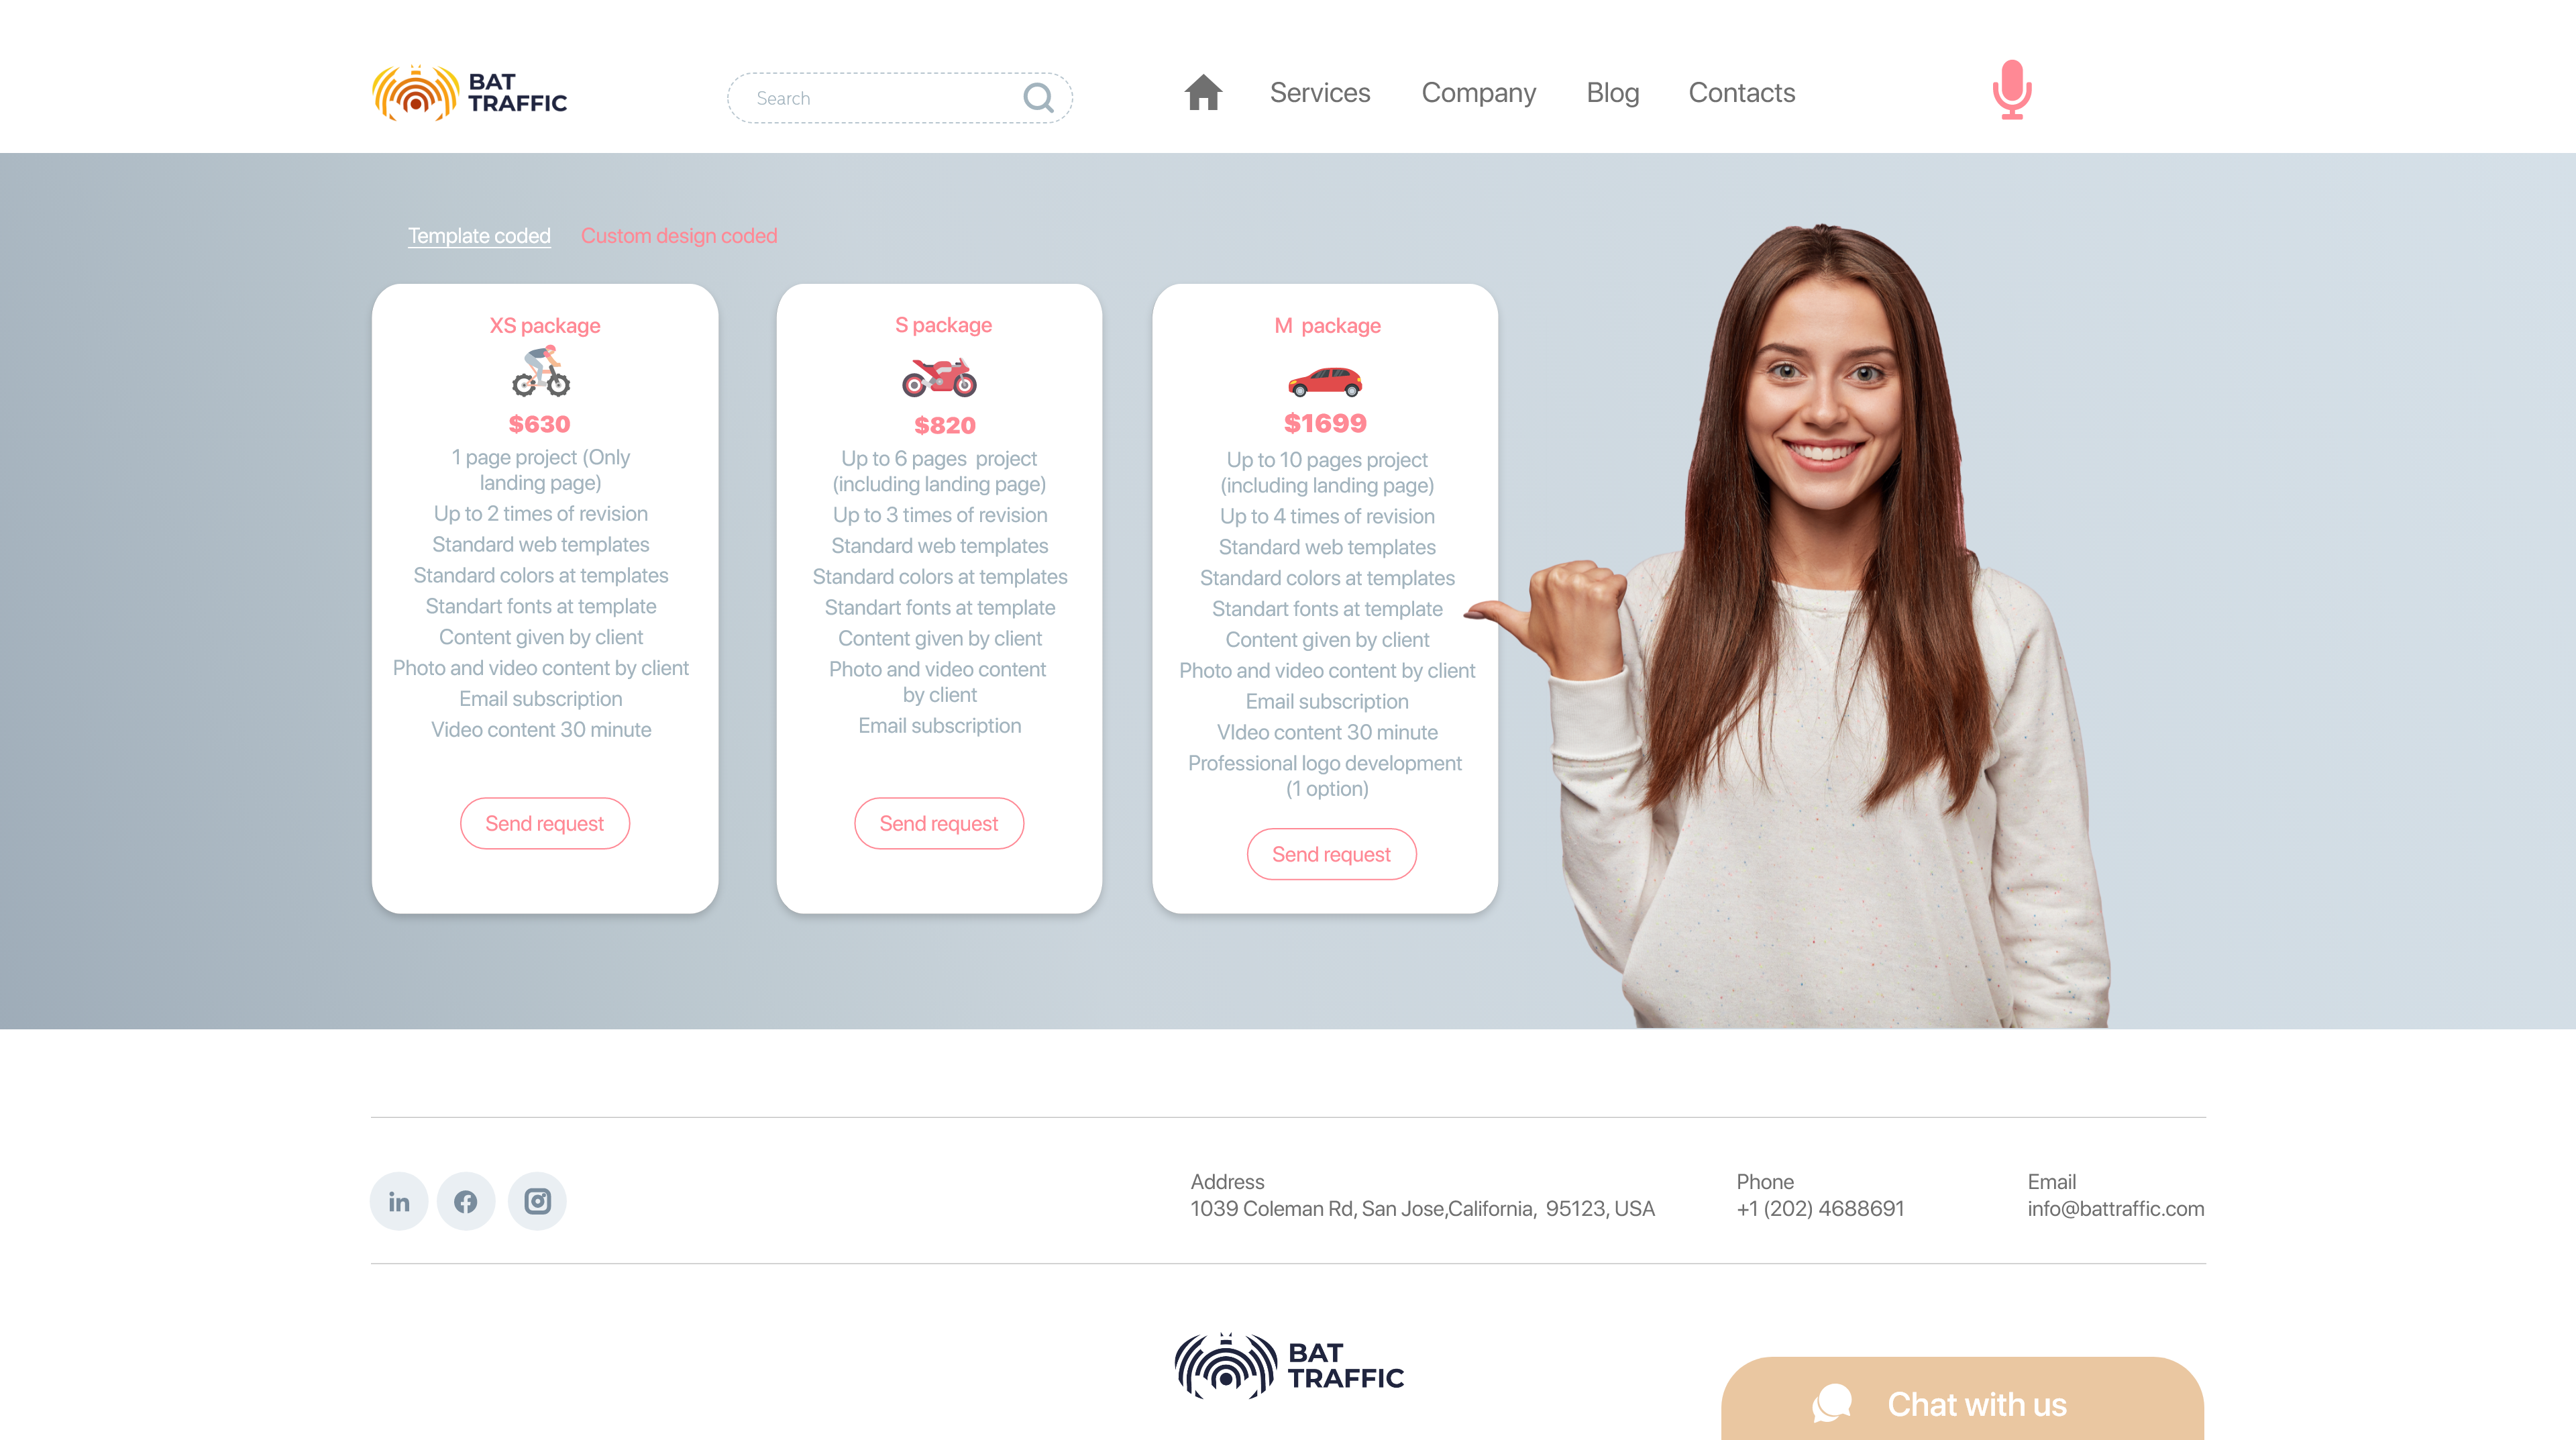 BAT
TRAFFIC
Search
Services
Company
Blog
Contacts
Template coded
Custom design coded
XS package
$630
1 page project (Only
landing page)
Up to 2 times of revision
Standard web templates
Standard colors at templates
Standart fonts at template
Content given by client
Photo and video content by client
Email subscription
Video content 30 minute
Send request
S package
$820
Up to 6 pages  project
(including landing page)
Up to 3 times of revision
Standard web templates
Standard colors at templates
Standart fonts at template
Content given by client
Photo and video content
by client
Email subscription
Send request
M  package
$1699
Up to 10 pages project
(including landing page)
Up to 4 times of revision
Standard web templates
Standard colors at templates
Standart fonts at template
Content given by client
Photo and video content by client
Email subscription
VIdeo content 30 minute
Professional logo development
(1 option)
Send request
in
Address
1039 Coleman Rd, San Jose,California,  95123, USA
Phone
+1 (202) 4688691
Email
info@battraffic.com
BAT
TRAFFIC
Chat with us